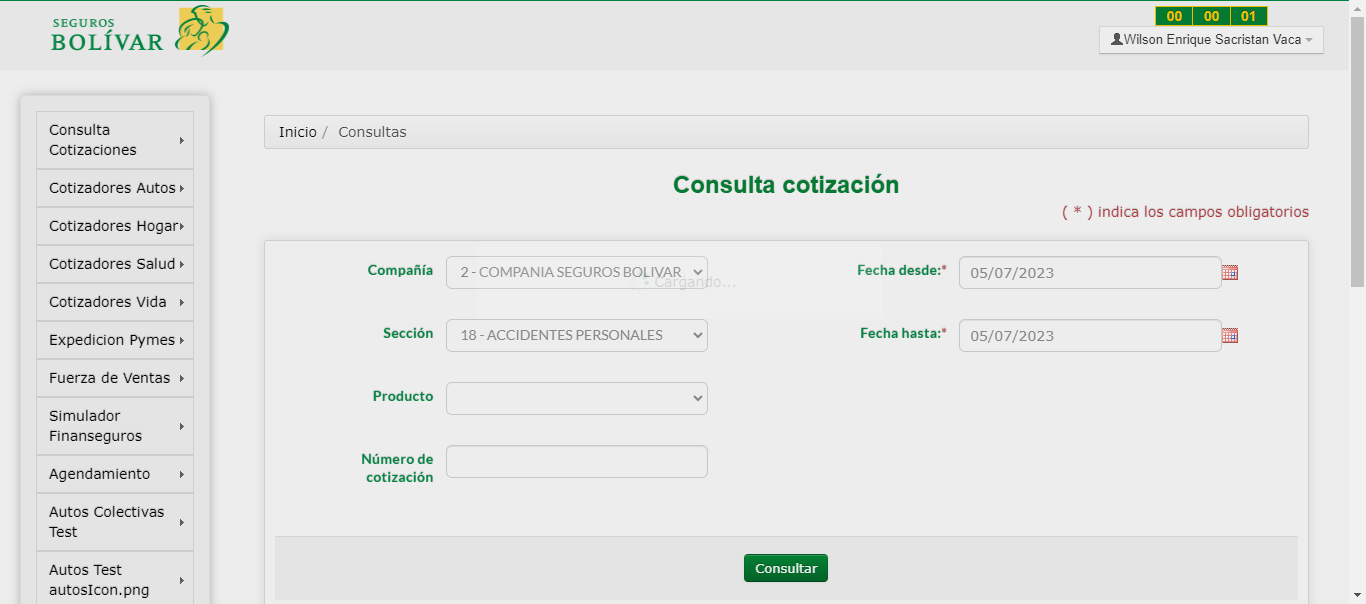 SEGUROS
BOLÍVAR
00 00 01
Wilson Enrique Sacristan Vaca
Consulta
Cotizaciones
Cotizadores Autos
Cotizadores Hogar
Cotizadores Salud
Cotizadores Vida
Expedicion Pymes
Fuerza de Ventas
Simulador
Finanseguros
Agendamiento
Autos Colectivas
Test
Autos Test
autosIcon.png
Inicio / Consultas
Consulta cotización
( * ) indica los campos obligatorios
Compañía 2 - COMPANIA SEGUROS BOLIVAR Fecha desde:* 05/07/2023
Cargando...
Sección 18 - ACCIDENTES PERSONALES Fecha hasta:* 05/07/2023
Producto
Número de
cotización
Consultar